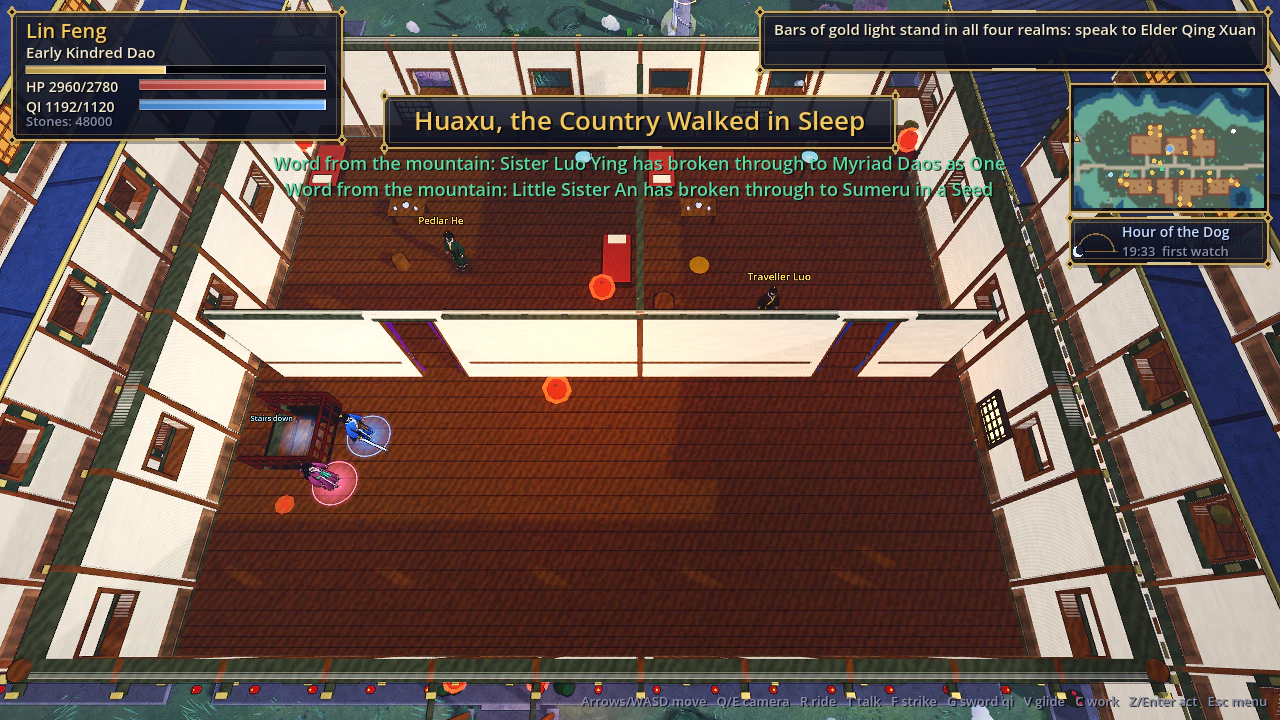 Lin Feng
Early Kindred Dao
HP 2960/2780
QI 1192/1120
Stones: 48000
Bars of gold light stand in all four realms: speak to Elder Qing Xuan
Huaxu, the Country Walked in Sleep
Word from the mountain: Sister Luo Ying has broken through to Myriad Daos as One
Word from the mountain: Little Sister An has broken through to Sumeru in a Seed
Hour of the Dog
19:33 first watch
Pedlar He
Traveller Luo
Stairs down
Arrows/WASD move Q/E camera R ride T talk F strike G sword qi V glide C work Z/Enter act Esc menu